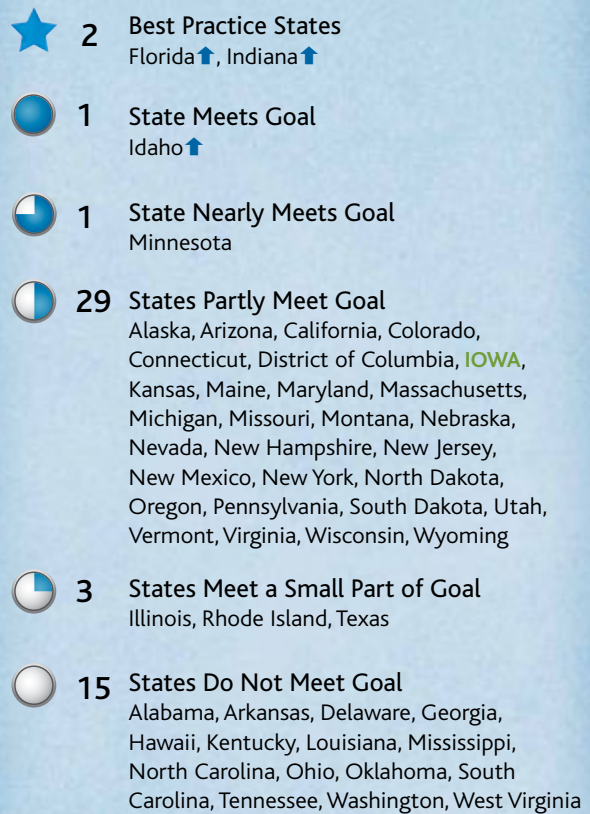 2 Best Practice States
Florida⬆, Indiana⬆
1 State Meets Goal
Idaho⬆
1 State Nearly Meets Goal
Minnesota
29 States Partly Meet Goal
Alaska, Arizona, California, Colorado,
Connecticut, District of Columbia, IOWA,
Kansas, Maine, Maryland, Massachusetts,
Michigan, Missouri, Montana, Nebraska,
Nevada, New Hampshire, New Jersey,
New Mexico, New York, North Dakota,
Oregon, Pennsylvania, South Dakota, Utah,
Vermont, Virginia, Wisconsin, Wyoming
3 States Meet a Small Part of Goal
Illinois, Rhode Island, Texas
15 States Do Not Meet Goal
Alabama, Arkansas, Delaware, Georgia,
Hawaii, Kentucky, Louisiana, Mississippi,
North Carolina, Ohio, Oklahoma, South
Carolina, Tennessee, Washington, West Virginia